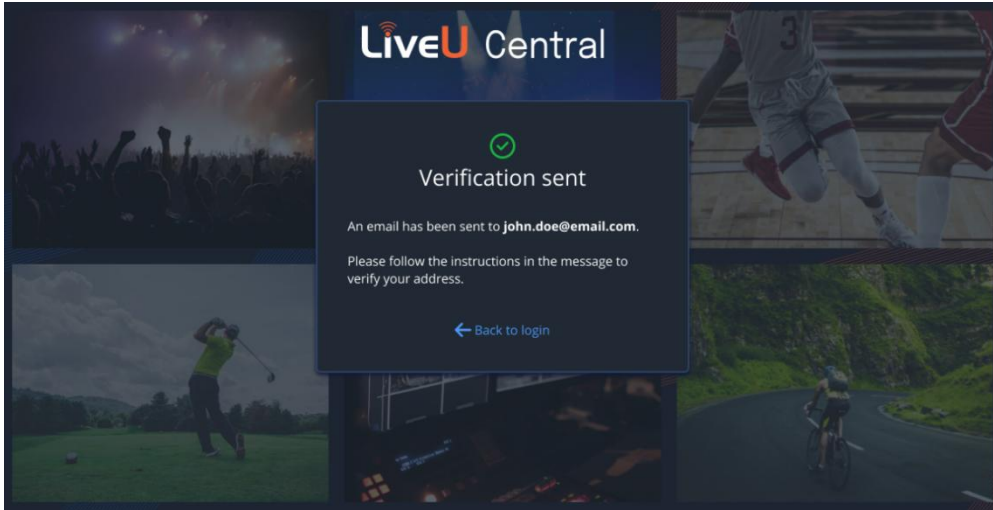 LiveU Central
Verification sent
An email has been sent to john.doe@email.com.
Please follow the instructions in the message to
verify your address.
Back to login